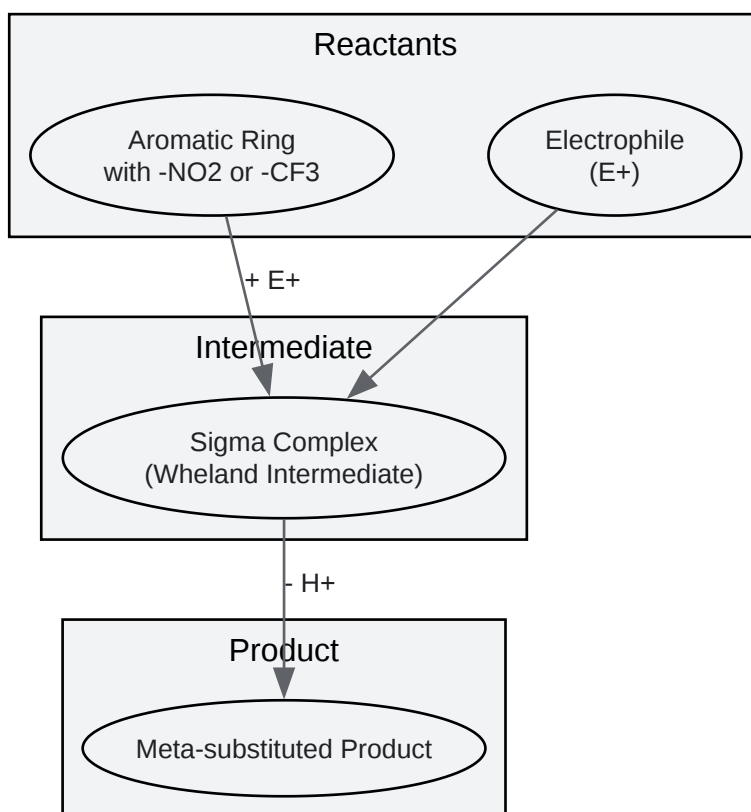 Reactants
Aromatic Ring
with -NO2 or -CF3
Electrophile
(E+)
+ E+
Intermediate
Sigma Complex
(Wheland Intermediate)
- H+
Product
Meta-substituted Product